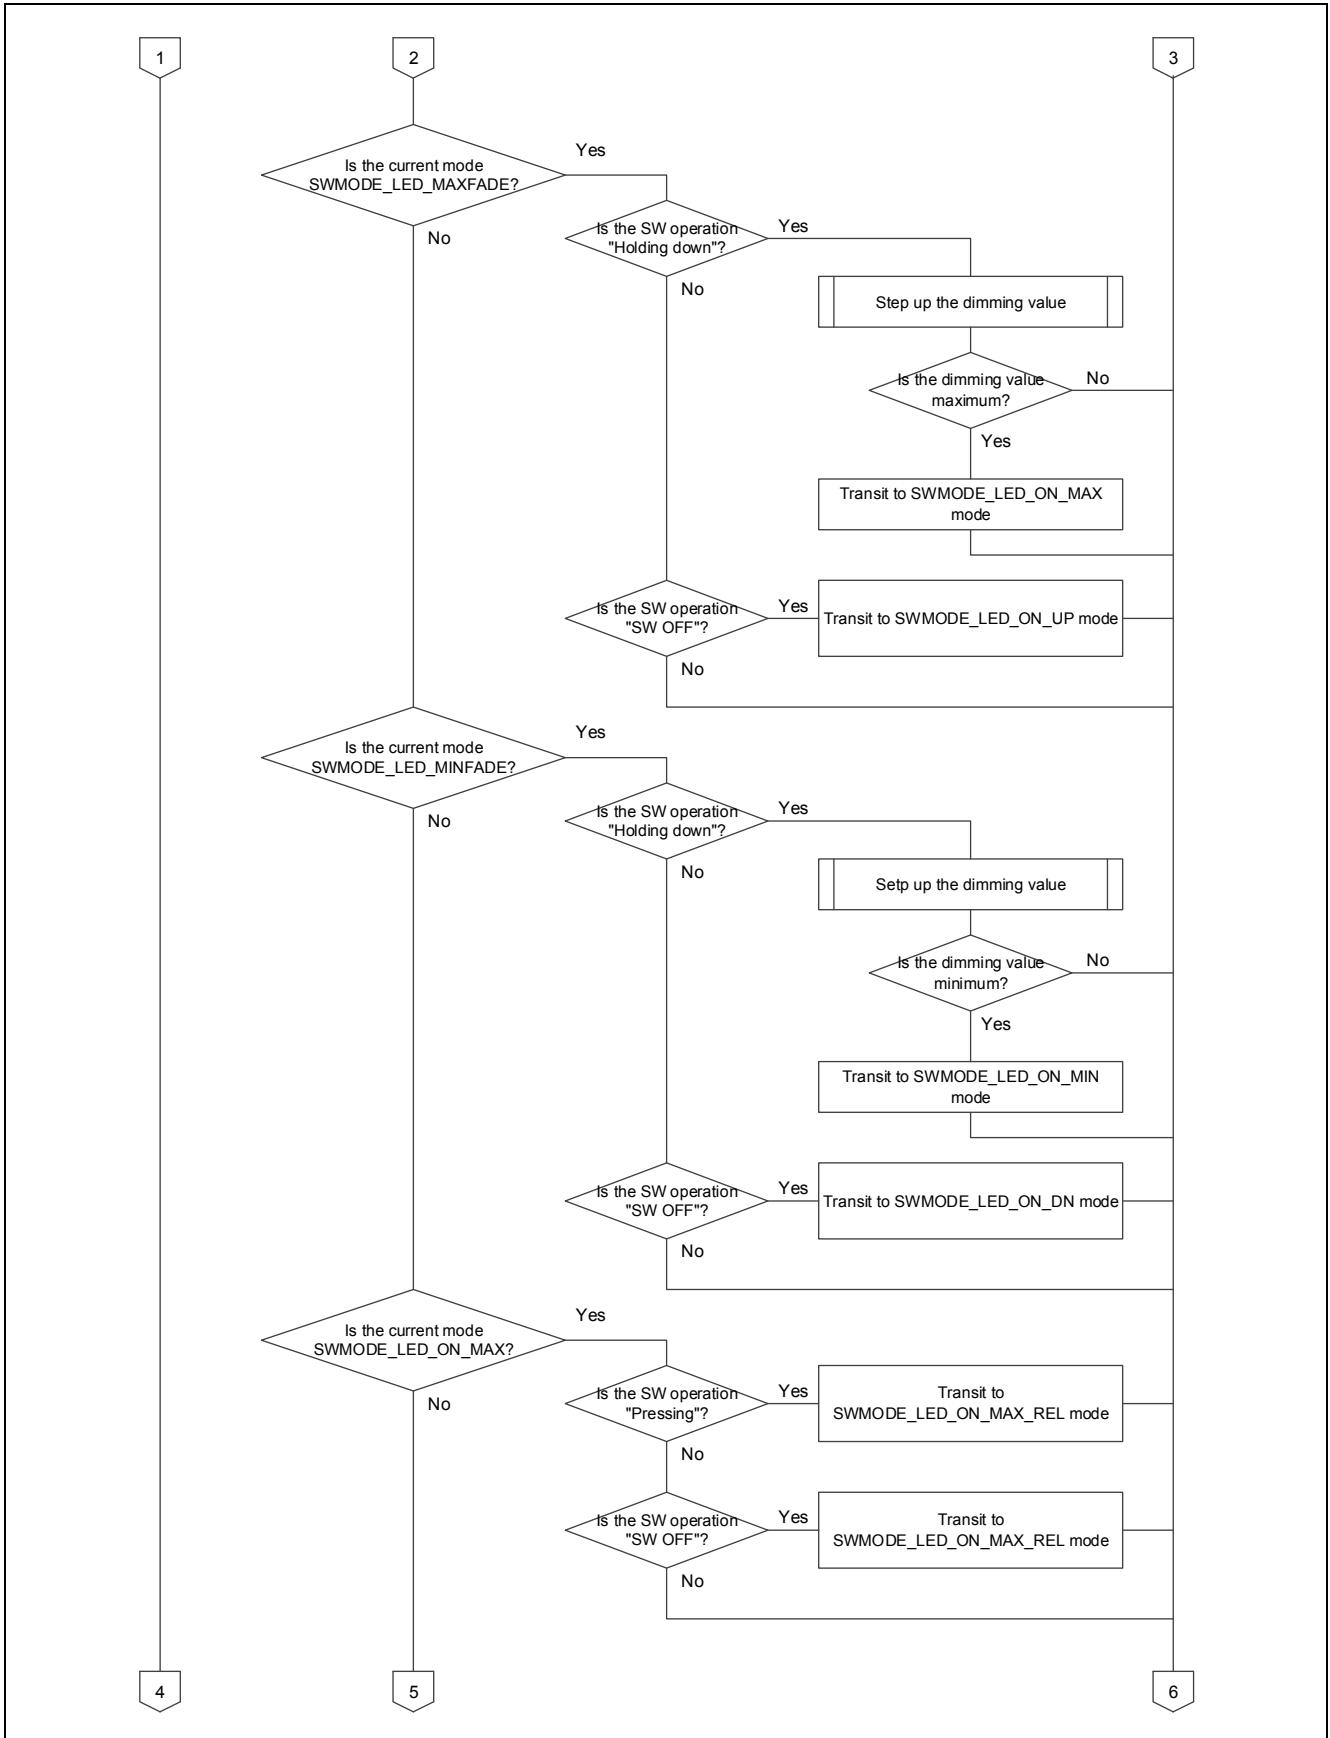 1
2
3
Is the current mode
SWMODE_LED_MAXFADE?
Yes
No
Is the SW operation
"Holding down"?
Yes
No
Step up the dimming value
Is the dimming value
maximum?
No
Yes
Transit to SWMODE_LED_ON_MAX
mode
Is the SW operation
"SW OFF"?
Yes
Transit to SWMODE_LED_ON_UP mode
No
Is the current mode
SWMODE_LED_MINFADE?
Yes
No
Is the SW operation
"Holding down"?
Yes
No
Setp up the dimming value
Is the dimming value
minimum?
No
Yes
Transit to SWMODE_LED_ON_MIN
mode
Is the SW operation
"SW OFF"?
Yes
Transit to SWMODE_LED_ON_DN mode
No
Is the current mode
SWMODE_LED_ON_MAX?
Yes
No
Is the SW operation
"Pressing"?
Yes
Transit to
SWMODE_LED_ON_MAX_REL mode
No
Is the SW operation
"SW OFF"?
Yes
Transit to
SWMODE_LED_ON_MAX_REL mode
No
4
5
6